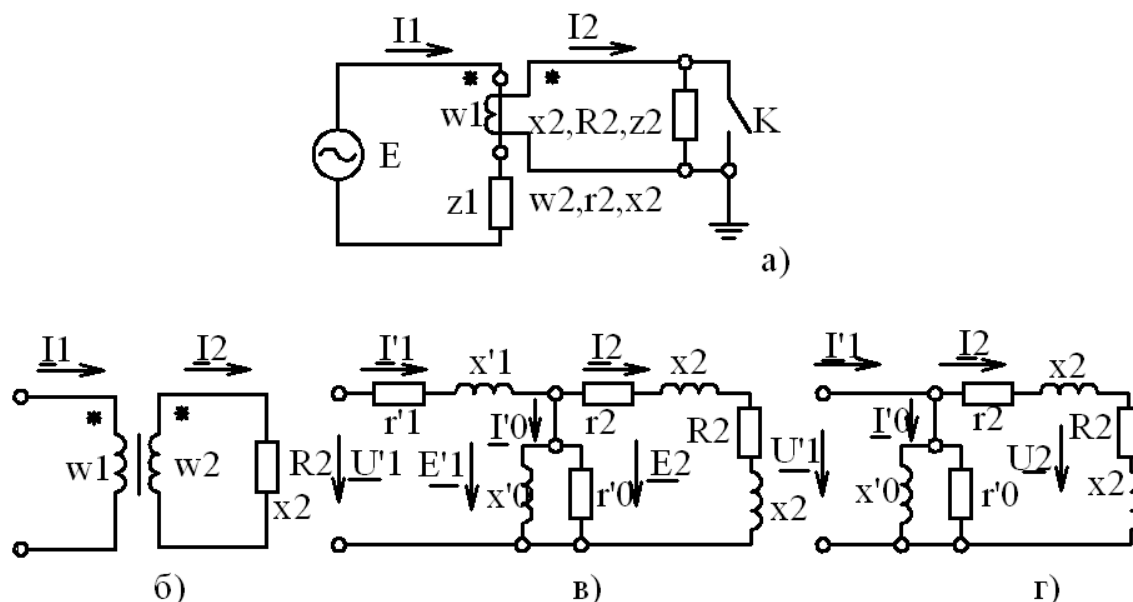 I1 I2
* *
w1 x2,R2,z2 K
E
z1 w2,r2,x2
а)
I1 I2 I'1 x'1 I2 x2 I'1 I2 x2
* * r'1 I'0 r2 R2 I'0 r2 R2
w1 w2 R2 U'1 E'1 E2 U'1 U2
x2 x'0 r'0 x2 x'0 r'0 x2
б) в) г)